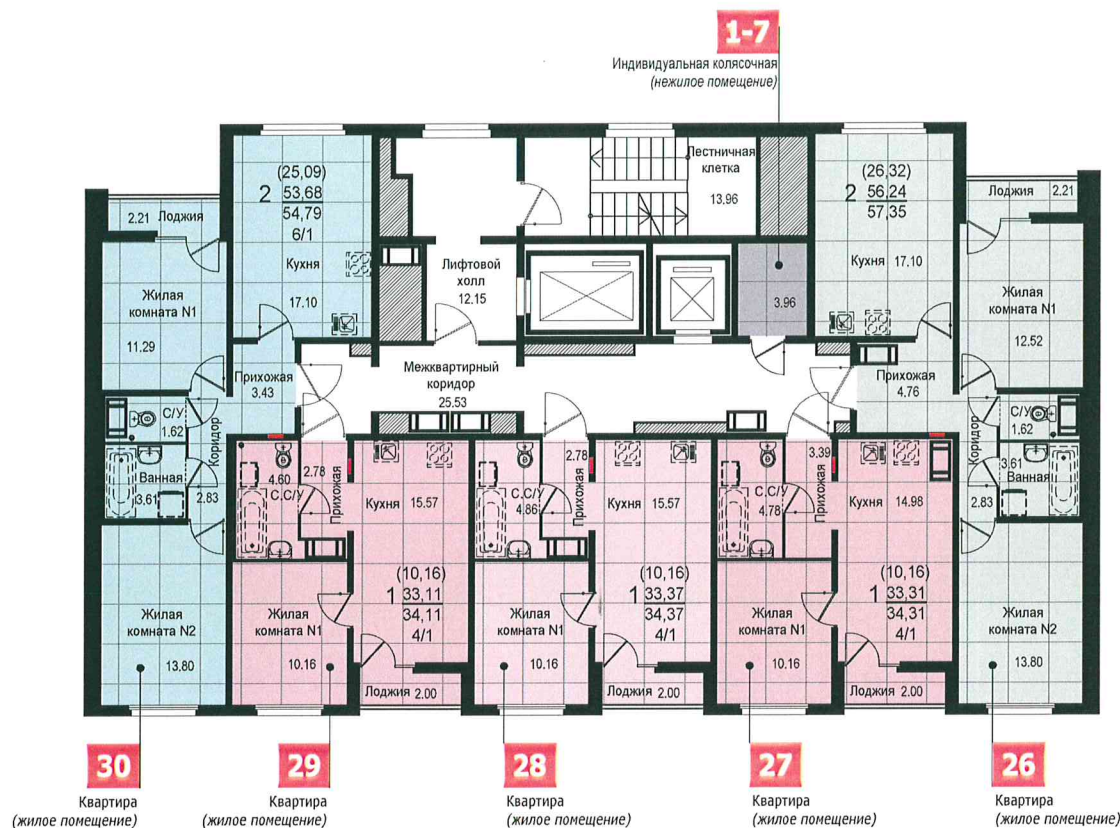 1-7
Индивидуальная колясочная
(нежилое помещение)
(25,09)
2 53,68
54,79
6/1
Кухня
17.10
2.21 Лоджия
Жилая
комната N1
11.29
Прихожая
3.43
С/У
1.62
Коридор
Ванная
3.61
2.83
Жилая
комната N2
13.80
Лестничная
клетка
13.96
Лифтовой
холл
12.15
3.96
Межквартирный
коридор
25.53
(26,32)
2 56,24
57,35
Кухня
17.10
Лоджия 2.21
Жилая
комната N1
12.52
Прихожая
4.76
С/У
1.62
Коридор
3.61
Ванная
2.83
Жилая
комната N2
13.80
4.60
С.С/У
2.78
Прихожая
Кухня 15.57
(10,16)
1 33,11
34,11
4/1
Жилая
комната N1
10.16
Лоджия 2.00
С.С/У
4.86
2.78
Прихожая
Кухня 15.57
(10,16)
1 33,37
34,37
4/1
Жилая
комната N1
10.16
Лоджия 2.00
С.С/У
4.78
3.39
Прихожая
Кухня 14.98
(10,16)
1 33,31
34,31
4/1
Жилая
комната N1
10.16
Лоджия 2.00
30
Квартира
(жилое помещение)
29
Квартира
(жилое помещение)
28
Квартира
(жилое помещение)
27
Квартира
(жилое помещение)
26
Квартира
(жилое помещение)